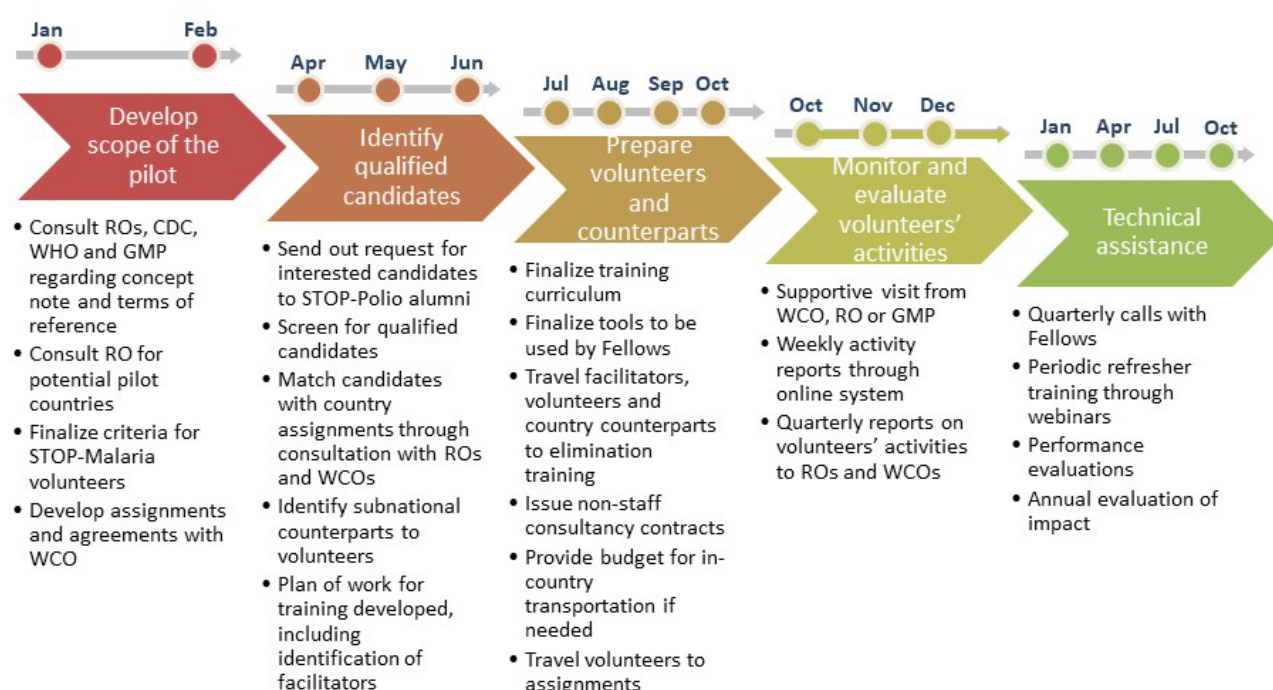 Jan Feb
Develop
scope of the
pilot
• Consult ROs, CDC,
WHO and GMP
regarding concept
note and terms of
reference
• Consult RO for
potential pilot
countries
• Finalize criteria for
STOP-Malaria
volunteers
• Develop assignments
and agreements with
WCO
Apr May Jun
Identify
qualified
candidates
• Send out request for
interested candidates
to STOP-Polio alumni
• Screen for qualified
candidates
• Match candidates
with country
assignments through
consultation with ROs
and WCOs
• Identify subnational
counterparts to
volunteers
• Plan of work for
training developed,
including
identification of
facilitators
Jul Aug Sep Oct
Prepare
volunteers
and
counterparts
• Finalize training
curriculum
• Finalize tools to be
used by Fellows
• Travel facilitators,
volunteers and
country counterparts
to elimination
training
• Issue non-staff
consultancy contracts
• Provide budget for in-
country
transportation if
needed
• Travel volunteers to
assignments
Oct Nov Dec
Monitor and
evaluate
volunteers'
activities
• Supportive visit from
WCO, RO or GMP
• Weekly activity
reports through
online system
• Quarterly reports on
volunteers' activities
to ROs and WCOs
Jan Apr Jul Oct
Technical
assistance
• Quarterly calls with
Fellows
• Periodic refresher
training through
webinars
• Performance
evaluations
• Annual evaluation of
impact